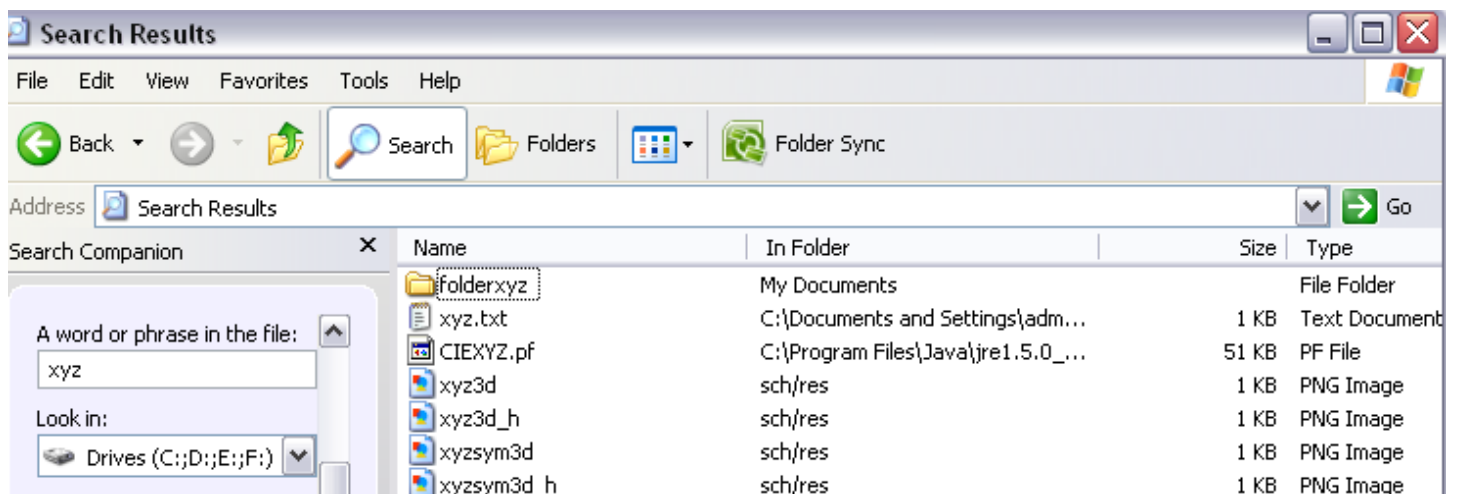 Search Results
File Edit View Favorites Tools Help
Back Search Folders Folder Sync
Address Search Results Go
Search Companion
A word or phrase in the file:
xyz
Look in:
Drives (C:;D:;E:;F:)
Name In Folder Size Type
folderxyz My Documents File Folder
xyz.txt C:\Documents and Settings\adm... 1 KB Text Document
CIEXYZ.pf C:\Program Files\Java\jre1.5.0_... 51 KB PF File
xyz3d sch/res 1 KB PNG Image
xyz3d_h sch/res 1 KB PNG Image
xyzsym3d sch/res 1 KB PNG Image
xyzsym3d_h sch/res 1 KB PNG Image